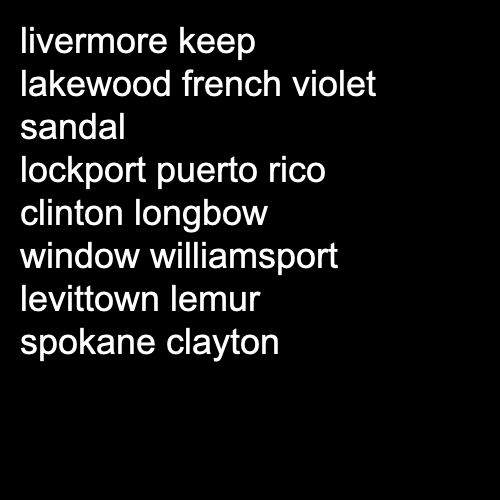 livermore keep
lakewood french violet
sandal
lockport puerto rico
clinton longbow
window williamsport
levittown lemur
spokane clayton